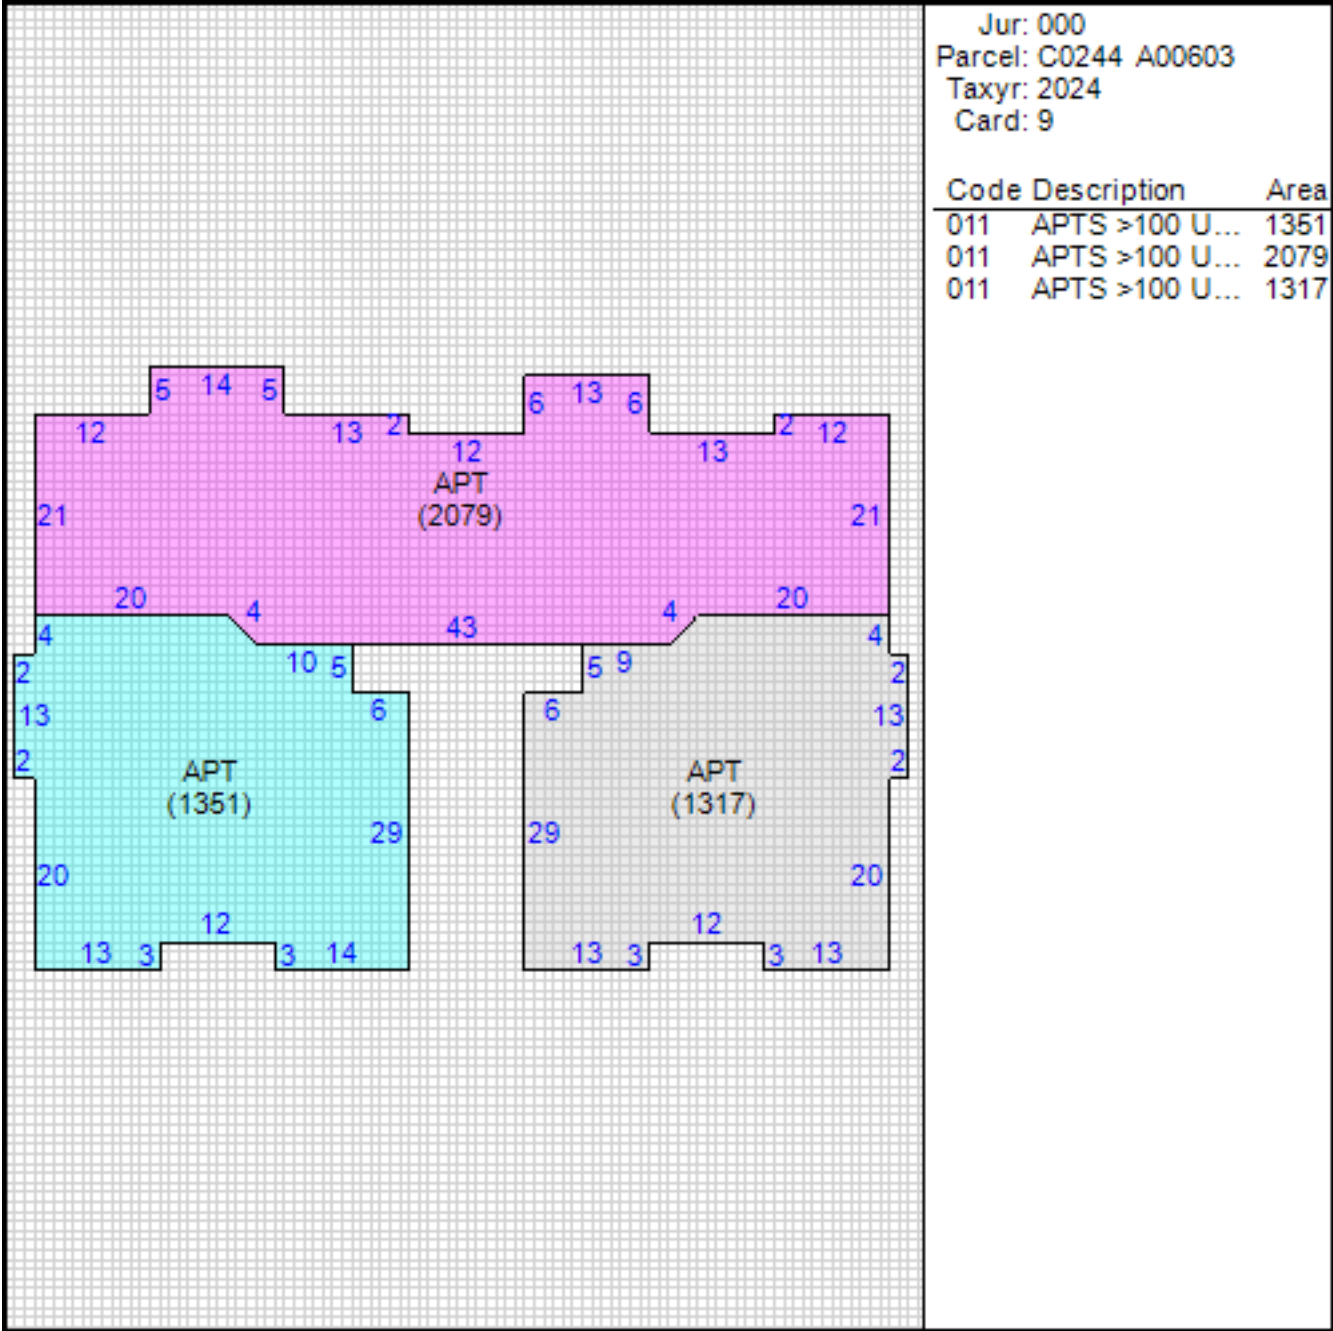 Jur: 000
Parcel: C0244 A00603
Taxyr: 2024
Card: 9
Code Description Area
011 APTS >100 U... 1351
011 APTS >100 U... 2079
011 APTS >100 U... 1317
5 14 5
6 13 6
12 13 2 12 13 2 12
APT
(2079)
21 21
20 4 43 4 20
4 10 5 5 9 4
2 6 6 2
13 13
2 2
APT
(1351)
APT
(1317)
29 29
20 20
12 12
13 3 3 14 13 3 3 13